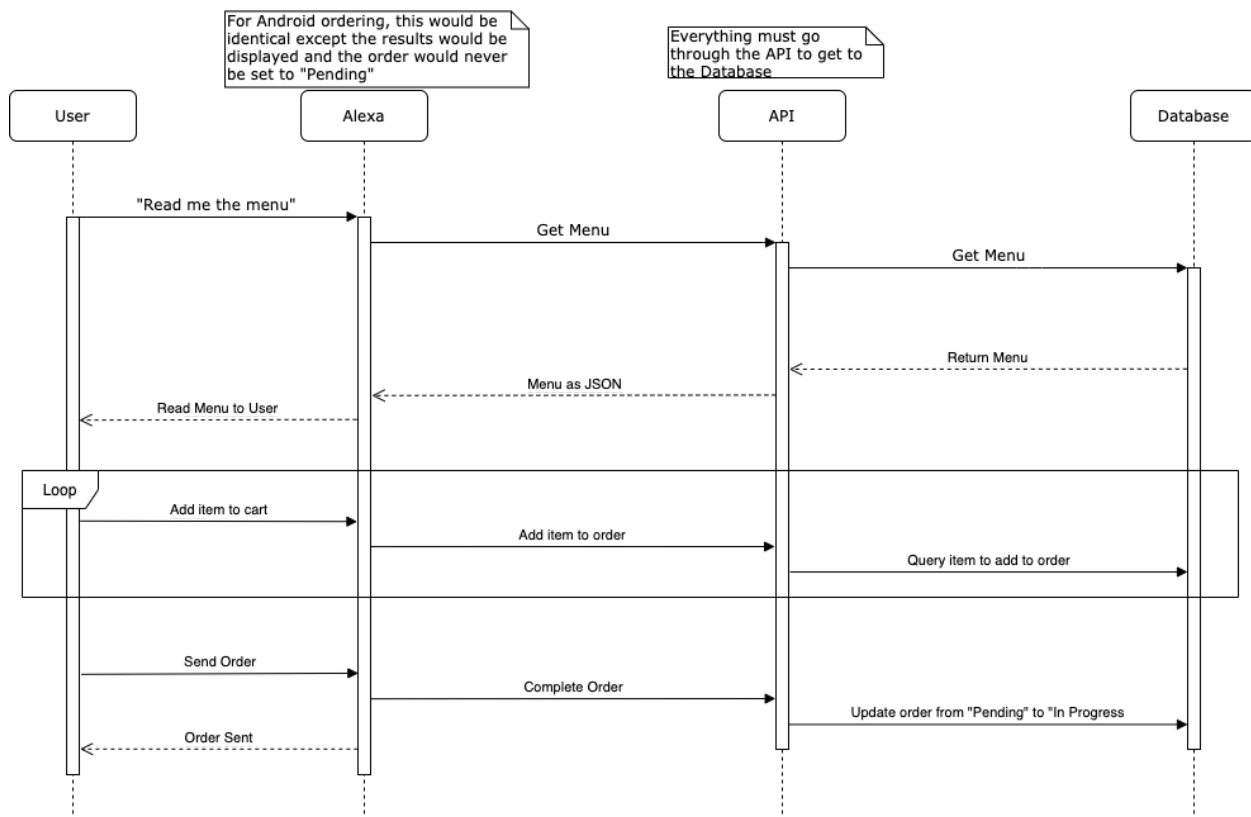 For Android ordering, this would be
identical except the results would be
displayed and the order would never
be set to "Pending"
Everything must go
through the API to get to
the Database
User
Alexa
API
Database
"Read me the menu"
Get Menu
Get Menu
Return Menu
Menu as JSON
Read Menu to User
Loop
Add item to cart
Add item to order
Query item to add to order
Send Order
Complete Order
Update order from "Pending" to "In Progress
Order Sent